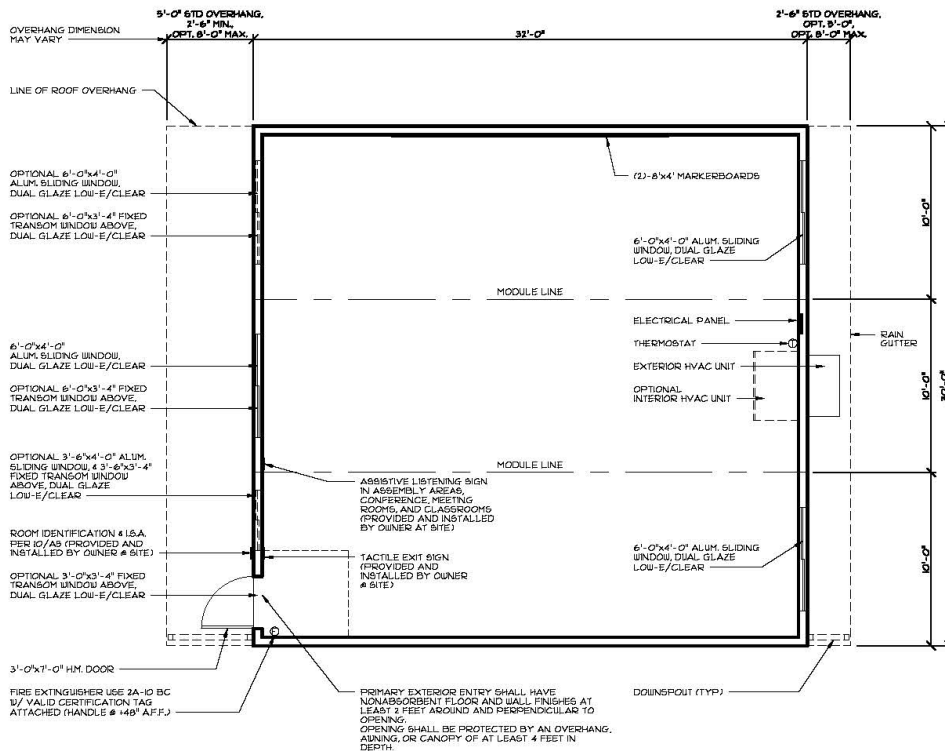 5'-0" STD OVERHANG,
2'-6" MIN.,
OPT. 8'-0" MAX.
32'-0"
2'-6" STD OVERHANG,
OPT. 5'-0",
OPT. 8'-0" MAX.
OVERHANG DIMENSION
MAY VARY
LINE OF ROOF OVERHANG
OPTIONAL 6'-0"x4'-0"
ALUM. SLIDING WINDOW,
DUAL GLAZE LOW-E/CLEAR
OPTIONAL 6'-0"x3'-4" FIXED
TRANSOM WINDOW ABOVE,
DUAL GLAZE LOW-E/CLEAR
6'-0"x4'-0"
ALUM. SLIDING WINDOW,
DUAL GLAZE LOW-E/CLEAR
OPTIONAL 6'-0"x3'-4" FIXED
TRANSOM WINDOW ABOVE,
DUAL GLAZE LOW-E/CLEAR
OPTIONAL 3'-6"x4'-0" ALUM.
SLIDING WINDOW, & 3'-6"x3'-4"
FIXED TRANSOM WINDOW
ABOVE, DUAL GLAZE
LOW-E/CLEAR
ROOM IDENTIFICATION & I.S.A.
PER 10/A8 (PROVIDED AND
INSTALLED BY OWNER @ SITE)
OPTIONAL 3'-0"x3'-4" FIXED
TRANSOM WINDOW ABOVE,
DUAL GLAZE LOW-E/CLEAR
3'-0"x7'-0" H.M. DOOR
FIRE EXTINGUISHER USE 2A-10 BC
W/ VALID CERTIFICATION TAG
ATTACHED (HANDLE @ +48" A.F.F.)
(2)-8'x4' MARKERBOARDS
6'-0"x4'-0" ALUM. SLIDING
WINDOW, DUAL GLAZE
LOW-E/CLEAR
MODULE LINE
ELECTRICAL PANEL
THERMOSTAT
EXTERIOR HVAC UNIT
OPTIONAL
INTERIOR HVAC UNIT
RAIN
GUTTER
MODULE LINE
ASSISTIVE LISTENING SIGN
IN ASSEMBLY AREAS,
CONFERENCE, MEETING
ROOMS, AND CLASSROOMS
(PROVIDED AND INSTALLED
BY OWNER AT SITE)
TACTILE EXIT SIGN
(PROVIDED AND
INSTALLED BY OWNER
@ SITE)
6'-0"x4'-0" ALUM. SLIDING
WINDOW, DUAL GLAZE
LOW-E/CLEAR
PRIMARY EXTERIOR ENTRY SHALL HAVE
NONABSORBENT FLOOR AND WALL FINISHES AT
LEAST 2 FEET AROUND AND PERPENDICULAR TO
OPENING.
OPENING SHALL BE PROTECTED BY AN OVERHANG,
AWNING, OR CANOPY OF AT LEAST 4 FEET IN
DEPTH.
DOWNSPOUT (TYP)
10'-0"
10'-0"
10'-0"
30'-0"